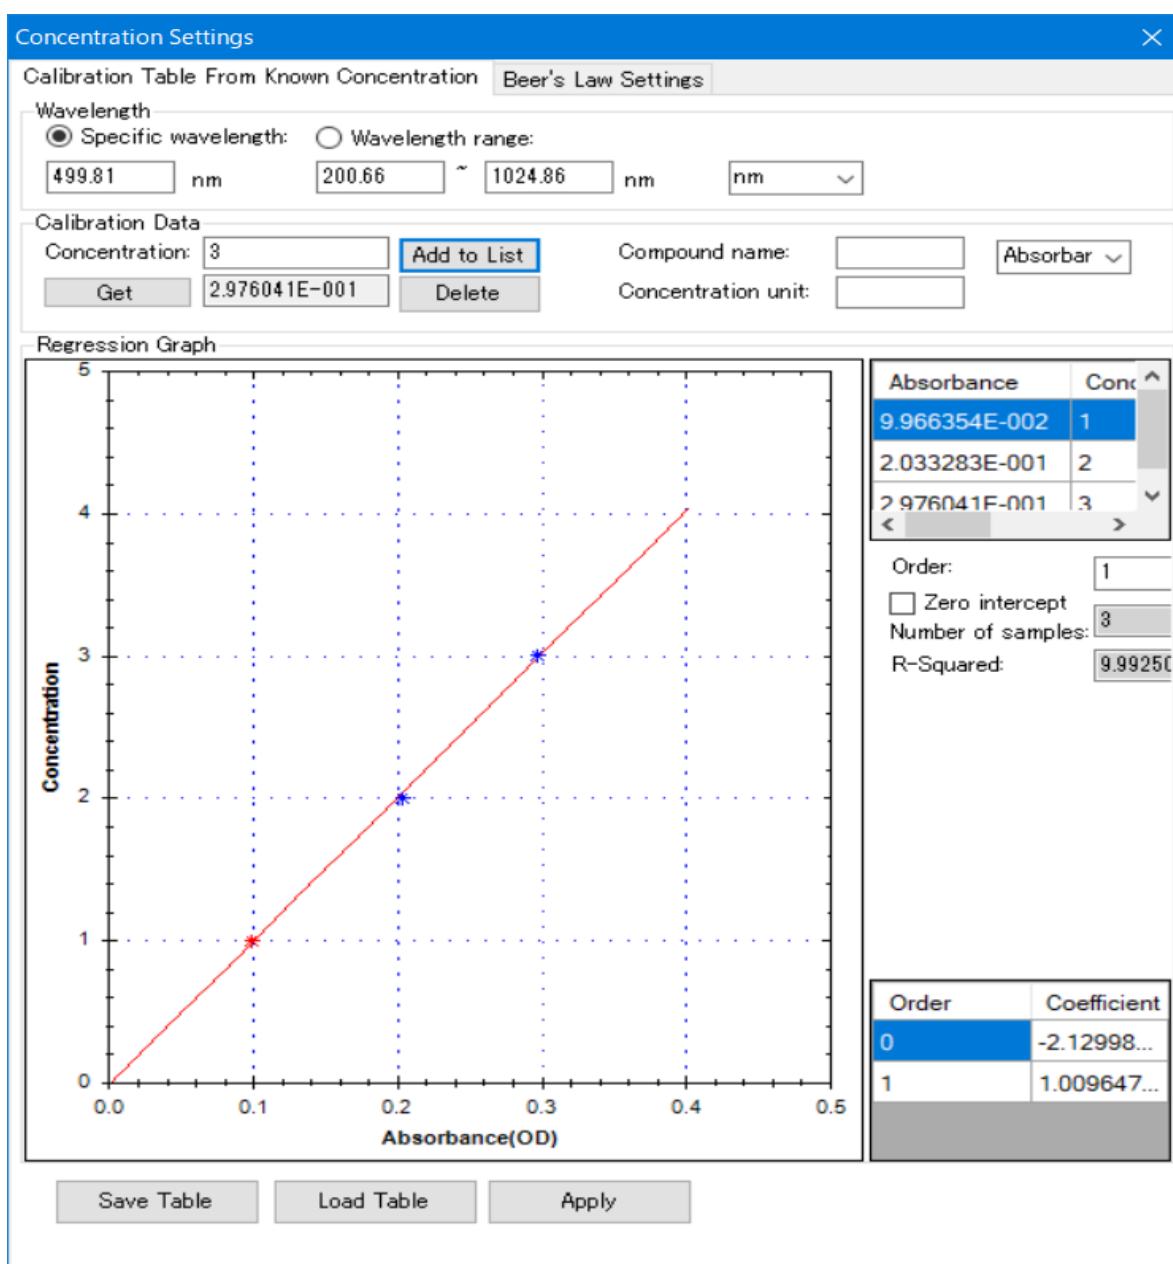 Concentration Settings
Calibration Table From Known Concentration
Beer's Law Settings
Wavelength
Specific wavelength:
Wavelength range:
499.81 nm
200.66 ~ 1024.86 nm
nm
Calibration Data
Concentration: 3
Add to List
Compound name:
Absorbar
Get
2.976041E-001
Delete
Concentration unit:
Regression Graph
5
4
3
2
1
0
Concentration
0.0 0.1 0.2 0.3 0.4 0.5
Absorbance(OD)
Absorbance Conc
9.966354E-002 1
2.033283E-001 2
2.976041E-001 3
Order: 1
Zero intercept
Number of samples: 3
R-Squared: 9.99250
Order Coefficient
0 -2.12998...
1 1.009647...
Save Table
Load Table
Apply